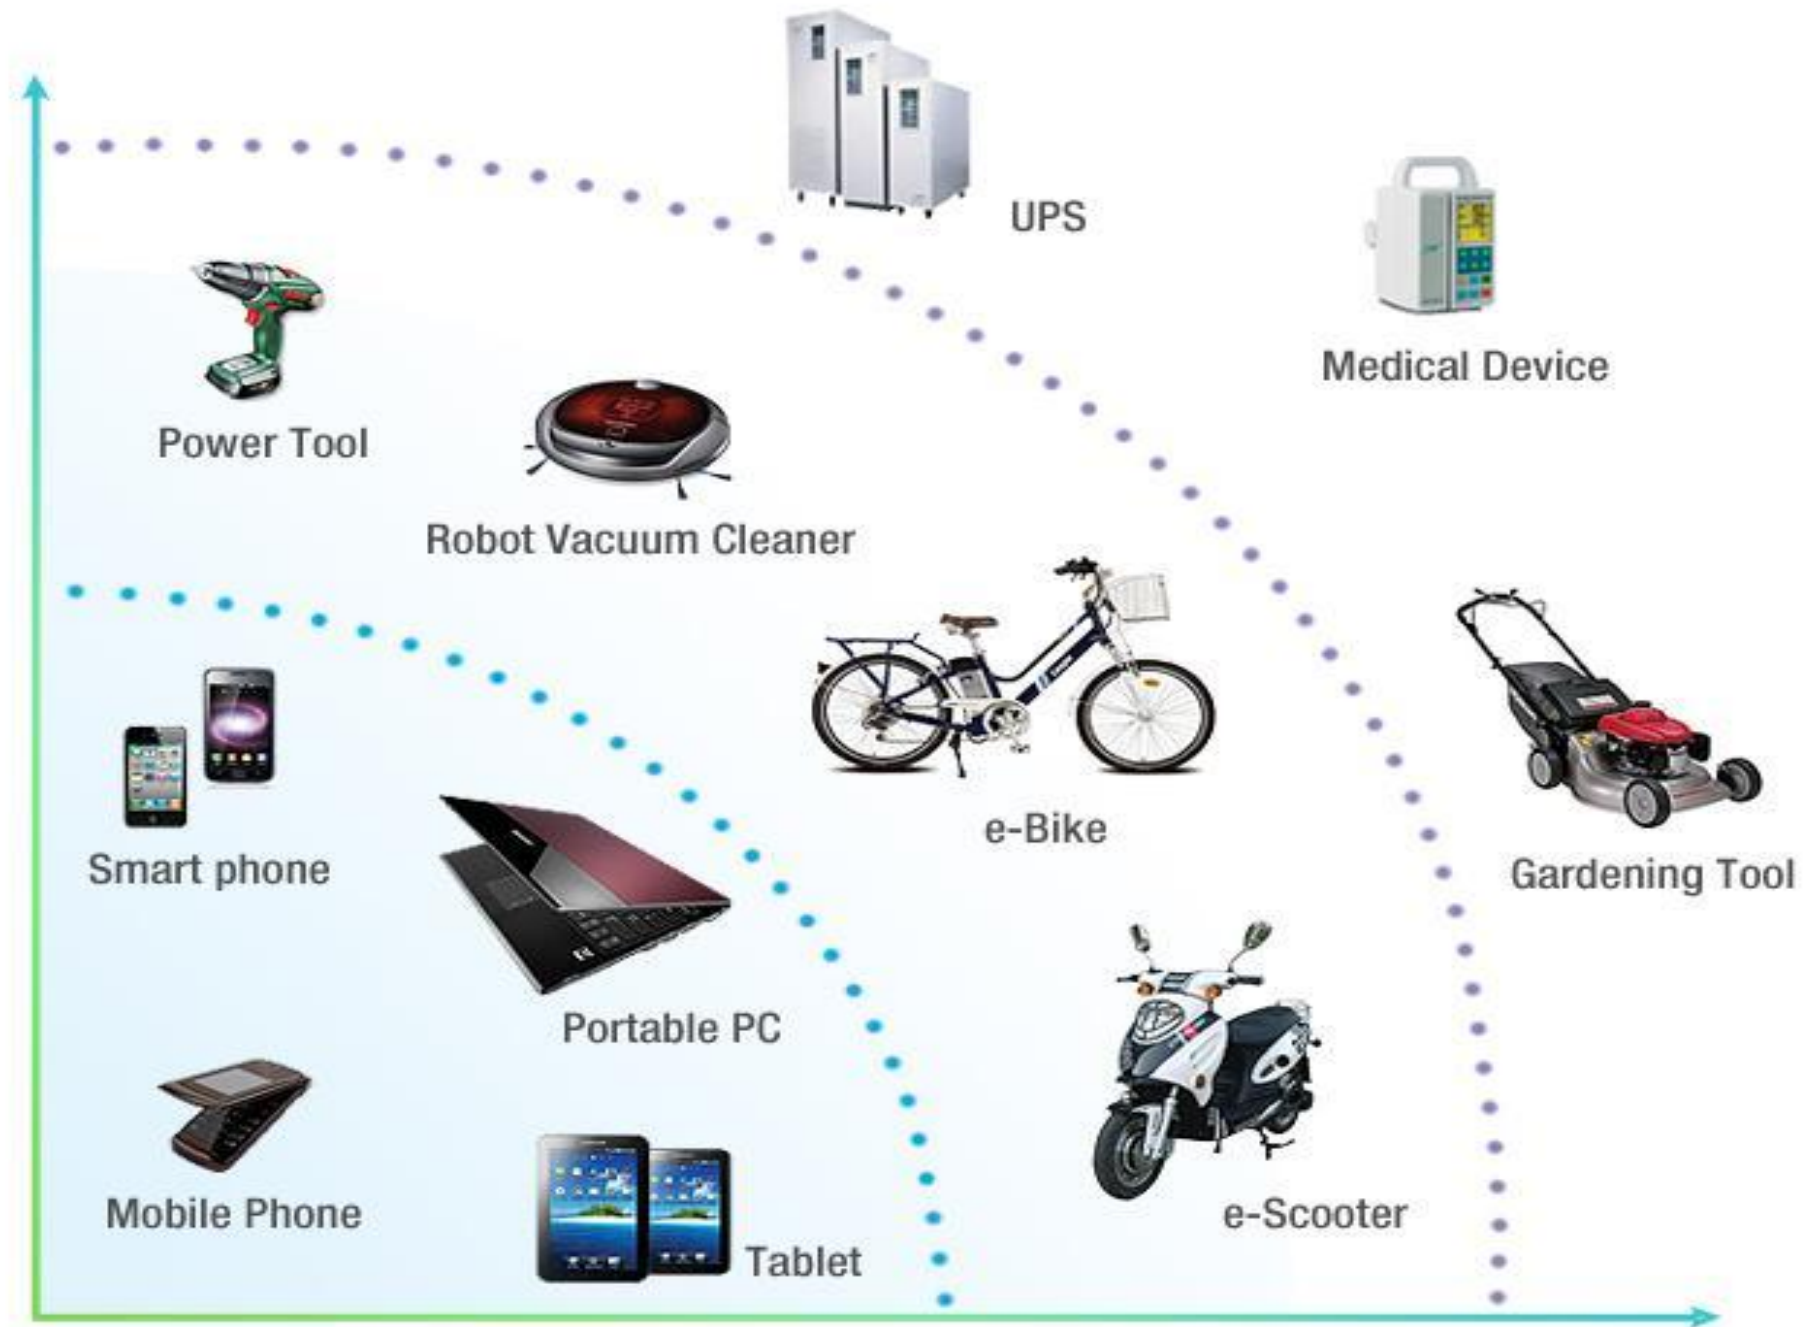 UPS
Medical Device
Power Tool
Robot Vacuum Cleaner
e-Bike
Gardening Tool
Smart phone
Portable PC
Mobile Phone
e-Scooter
Tablet